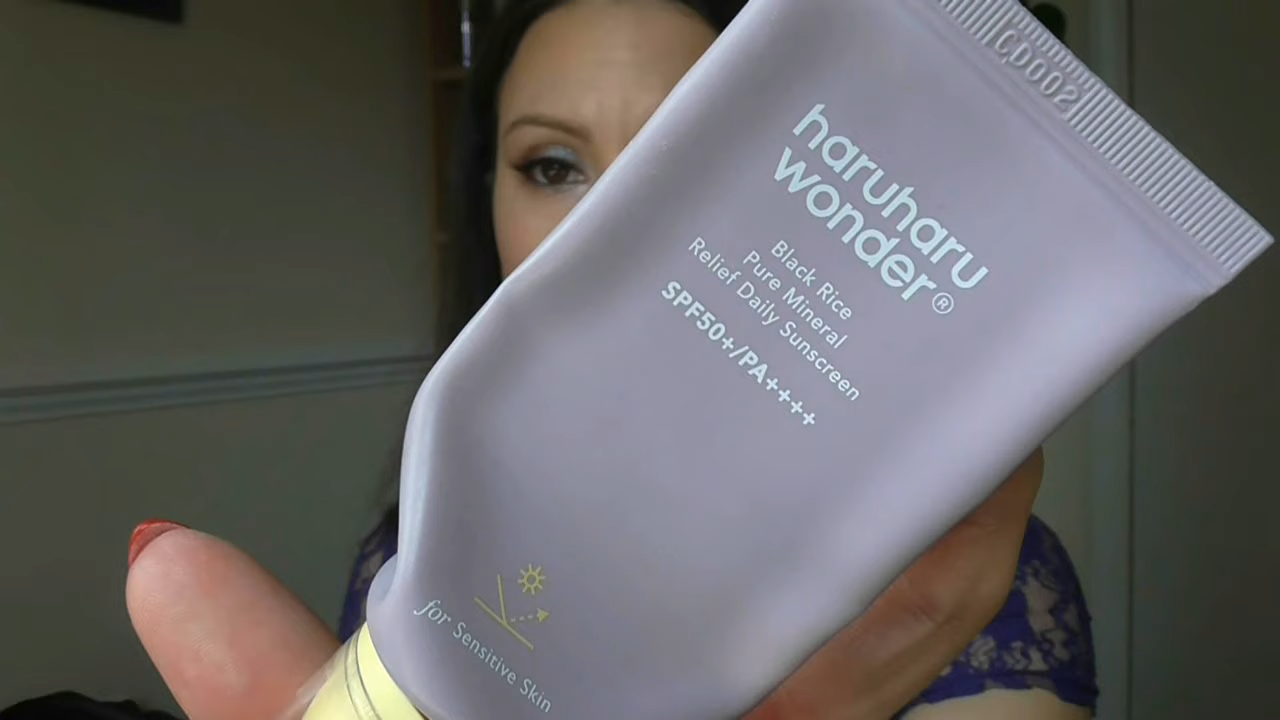 CD002
haruharu
wonder®
Black Rice
Pure Mineral
Relief Daily Sunscreen
SPF50+/PA++++
for Sensitive Skin